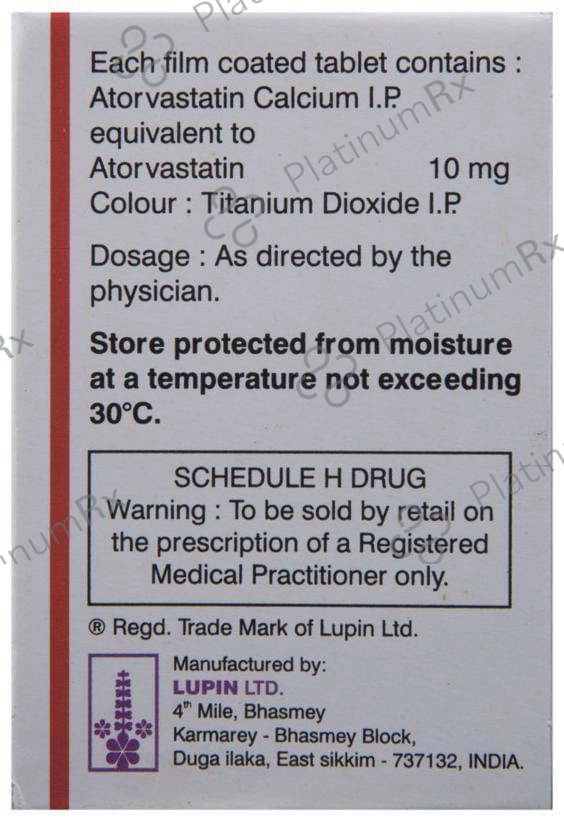 Each film coated tablet contains :
Atorvastatin Calcium I.P.
equivalent to
Atorvastatin 10 mg
Colour : Titanium Dioxide I.P.
Dosage : As directed by the
physician.
Store protected from moisture
at a temperature not exceeding
30°C.
SCHEDULE H DRUG
Warning : To be sold by retail on
the prescription of a Registered
Medical Practitioner only.
® Regd. Trade Mark of Lupin Ltd.
Manufactured by:
LUPIN LTD.
4th Mile, Bhasmey
Karmarey - Bhasmey Block,
Duga ilaka, East sikkim - 737132, INDIA.
PlatinumRx
PlatinumRx